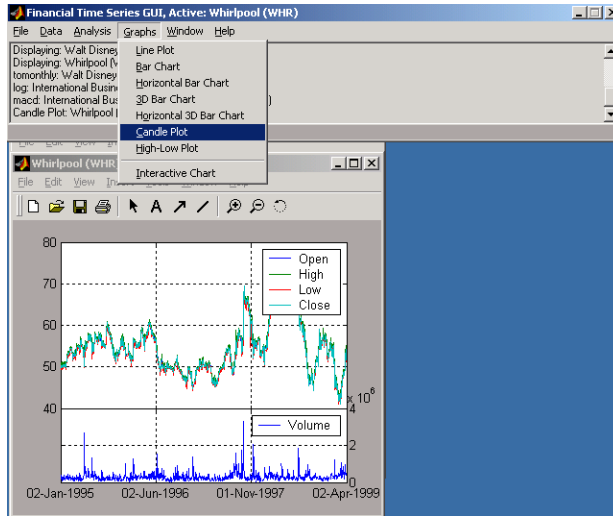 Financial Time Series GUI, Active: Whirlpool (WHR)
File Data Analysis Graphs Window Help
Displaying: Walt Disney
Displaying: Whirlpool
tomonthly: Walt Disney
log: International Busin
macd: International Bus
Candle Plot: Whirlpool
Line Plot
Bar Chart
Horizontal Bar Chart
3D Bar Chart
Horizontal 3D Bar Chart
Candle Plot
High-Low Plot
Interactive Chart
Whirlpool (WHR
File Edit View
80
70
60
50
40
Open
High
Low
Close
x 10^6
4
2
0
Volume
02-Jan-1995 02-Jun-1996 01-Nov-1997 02-Apr-1999